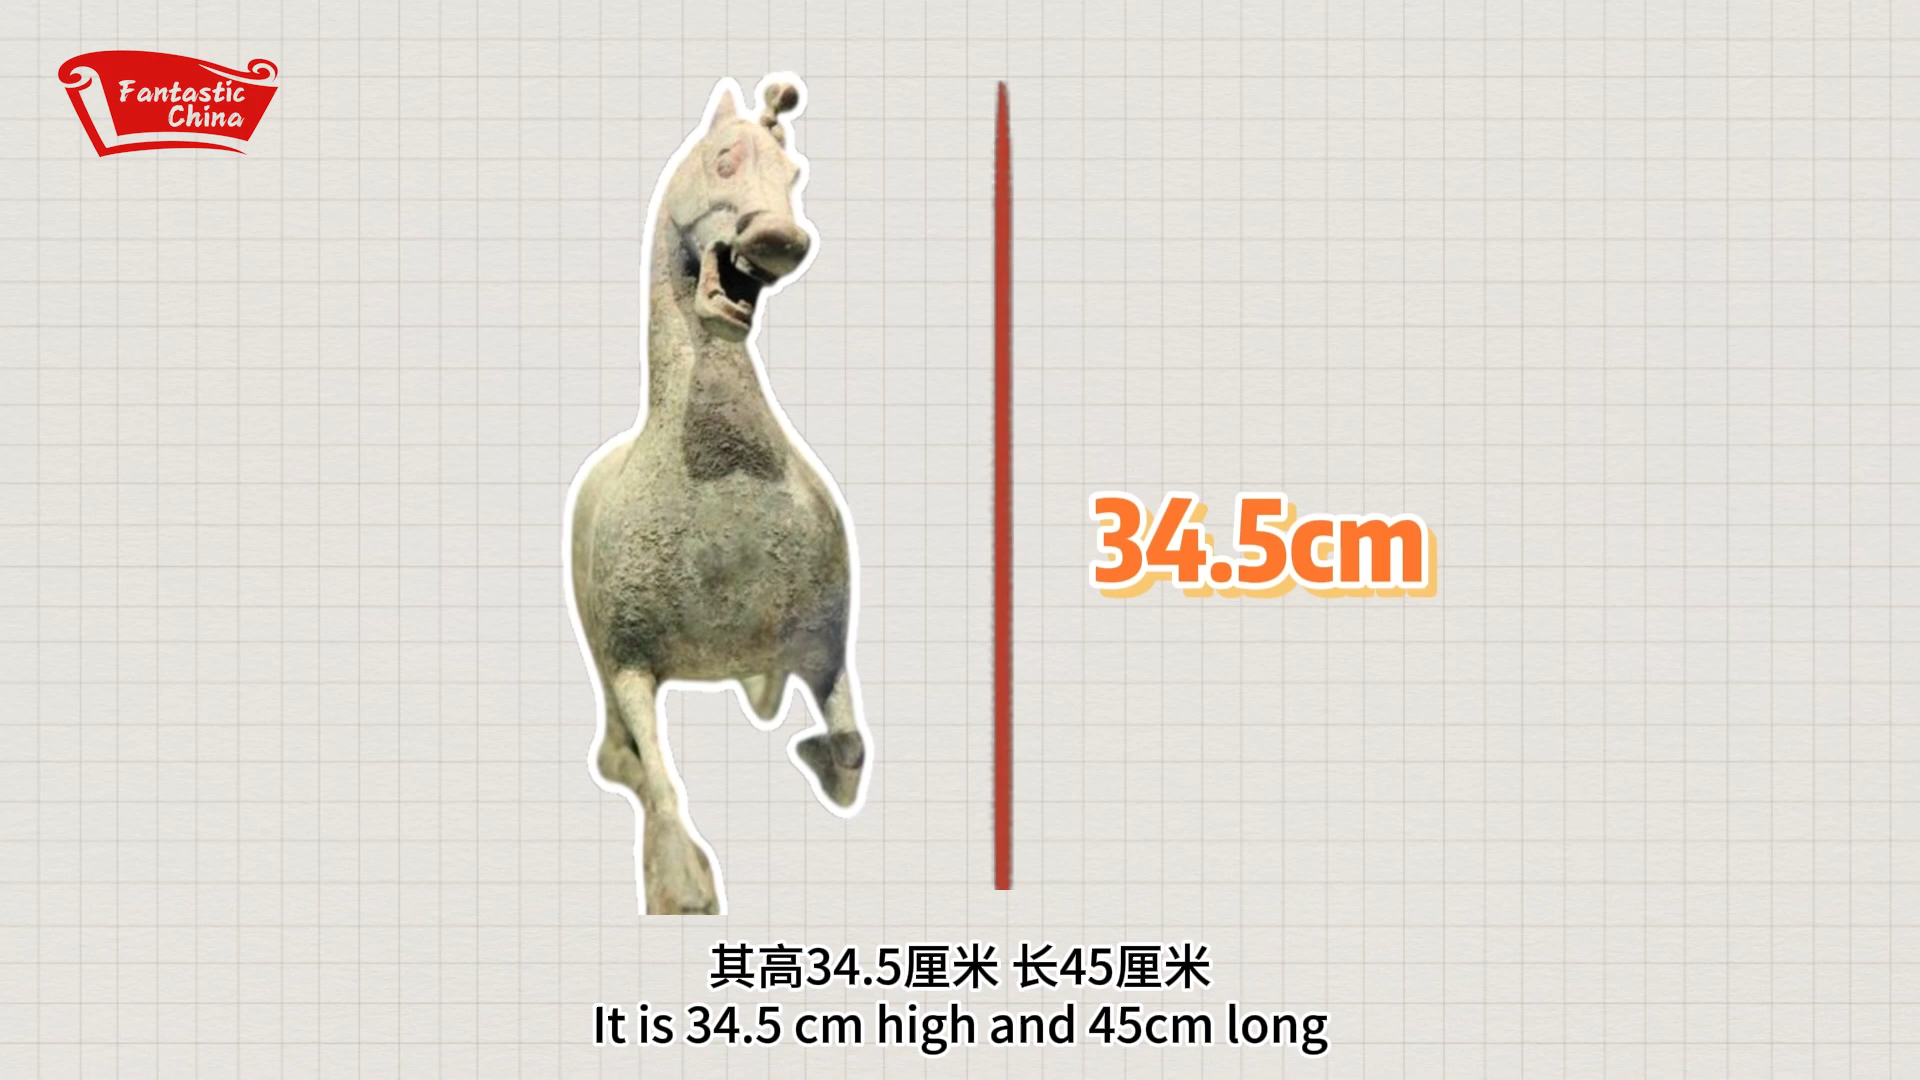 Fantastic
China
34.5cm
其高34.5厘米 长45厘米
It is 34.5 cm high and 45cm long